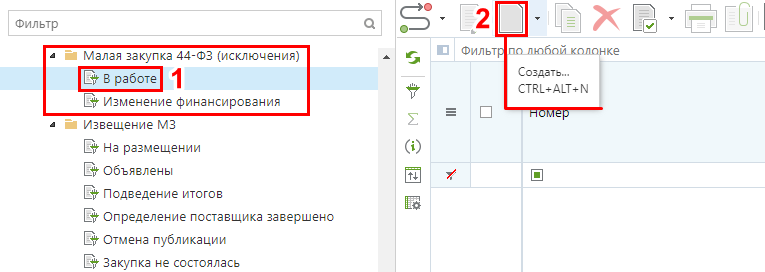 Фильтр
Малая закупка 44-ФЗ (исключения)
В работе 1
Изменение финансирования
Извещение МЗ
На размещении
Объявлены
Подведение итогов
Определение поставщика завершено
Отмена публикации
Закупка не состоялась
2
Фильтр по любой колонке
Создать...
CTRL+ALT+N
Номер